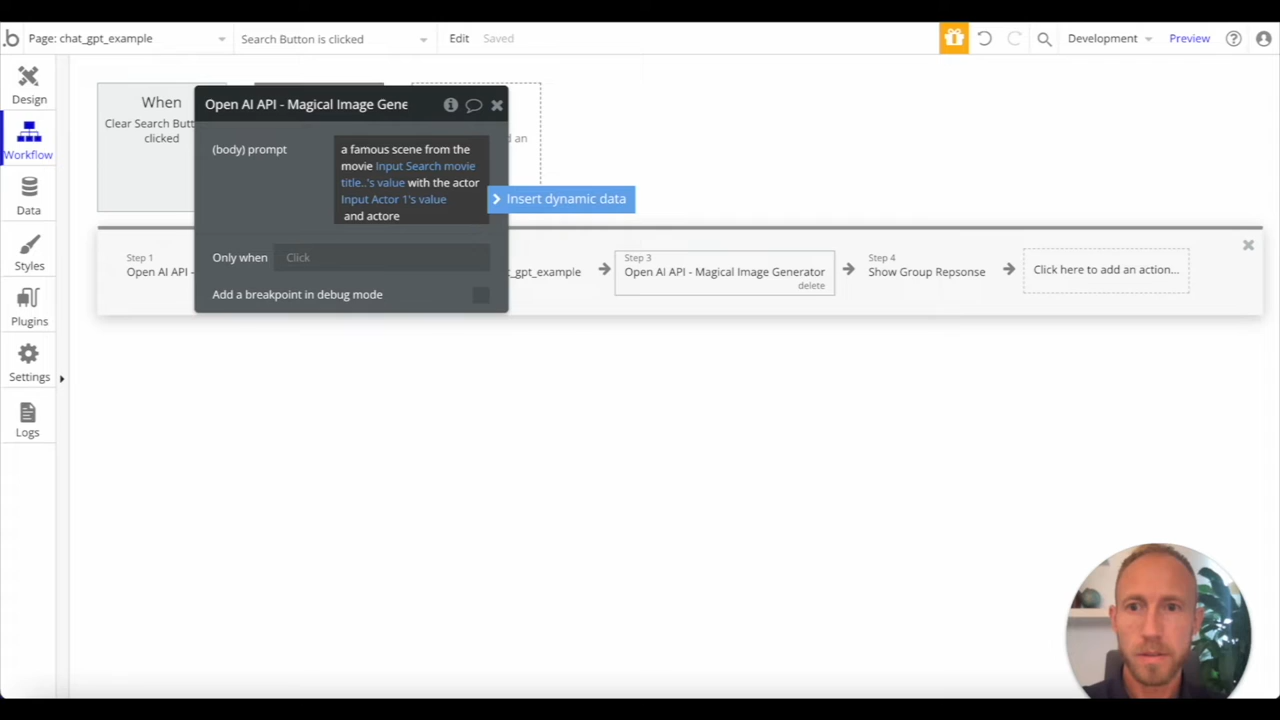 .b
Page: chat_gpt_example
Search Button is clicked
Edit
Saved
Development
Preview
?
Design
Workflow
Data
Styles
Plugins
Settings
Logs
When
Clear Search Butt
clicked
d an
Open AI API - Magical Image Gene
(body) prompt
a famous scene from the
movie Input Search movie
title..'s value with the actor
Input Actor 1's value
and actore
Insert dynamic data
Only when
Click
Add a breakpoint in debug mode
Step 1
Open AI API -
t_gpt_example
Step 3
Open AI API - Magical Image Generator
delete
Step 4
Show Group Repsonse
Click here to add an action...